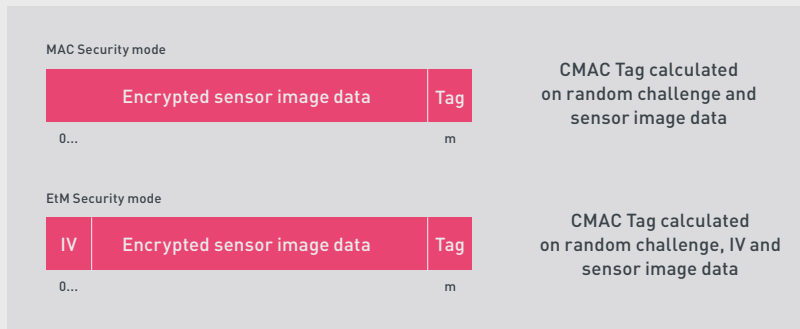 MAC Security mode
Encrypted sensor image data
Tag
CMAC Tag calculated
on random challenge and
sensor image data
0...
m
EtM Security mode
IV
Encrypted sensor image data
Tag
CMAC Tag calculated
on random challenge, IV and
sensor image data
0...
m